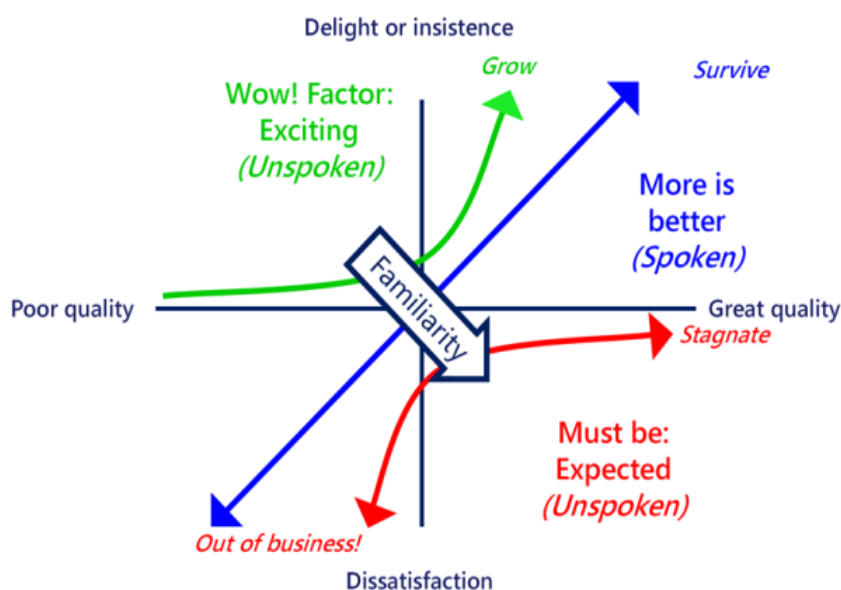 Delight or insistence
Grow
Survive
Wow! Factor:
Exciting
(Unspoken)
More is
better
(Spoken)
Familiarity
Poor quality
Great quality
Stagnate
Must be:
Expected
(Unspoken)
Out of business!
Dissatisfaction